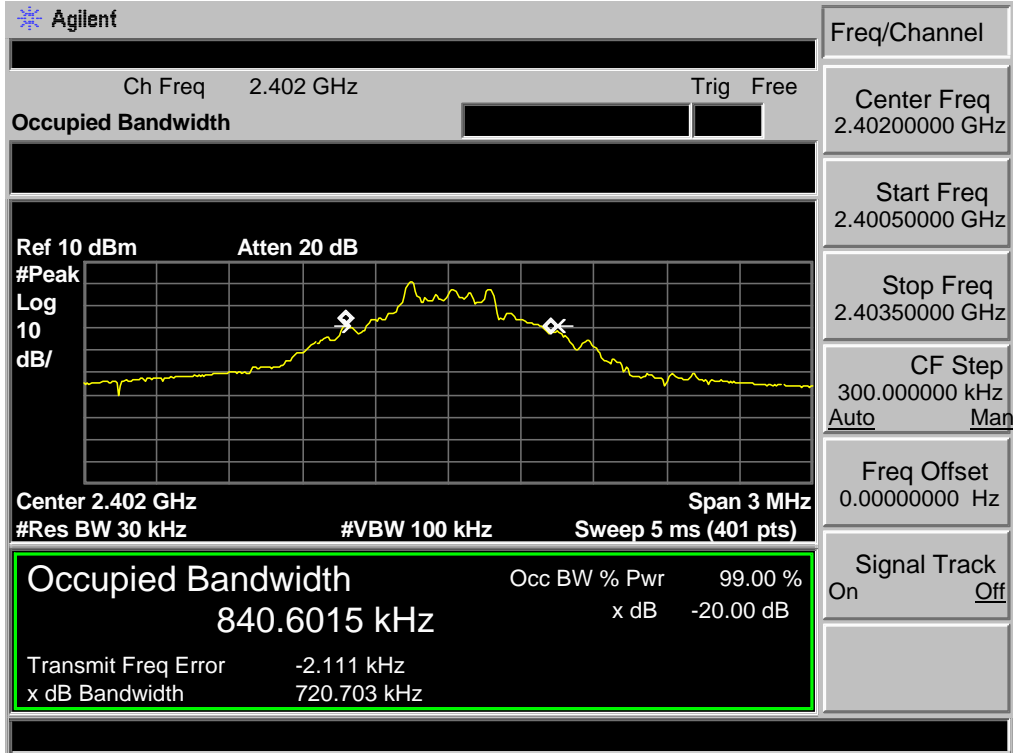 Agilent
Freq/Channel
Ch Freq 2.402 GHz Trig Free
Occupied Bandwidth
Center Freq
2.40200000 GHz
Start Freq
2.40050000 GHz
Stop Freq
2.40350000 GHz
CF Step
300.000000 kHz
Auto Man
Freq Offset
0.00000000 Hz
Signal Track
On Off
Ref 10 dBm Atten 20 dB
#Peak
Log
10
dB/
Center 2.402 GHz Span 3 MHz
#Res BW 30 kHz #VBW 100 kHz Sweep 5 ms (401 pts)
Occupied Bandwidth
840.6015 kHz
Occ BW % Pwr 99.00 %
x dB -20.00 dB
Transmit Freq Error -2.111 kHz
x dB Bandwidth 720.703 kHz